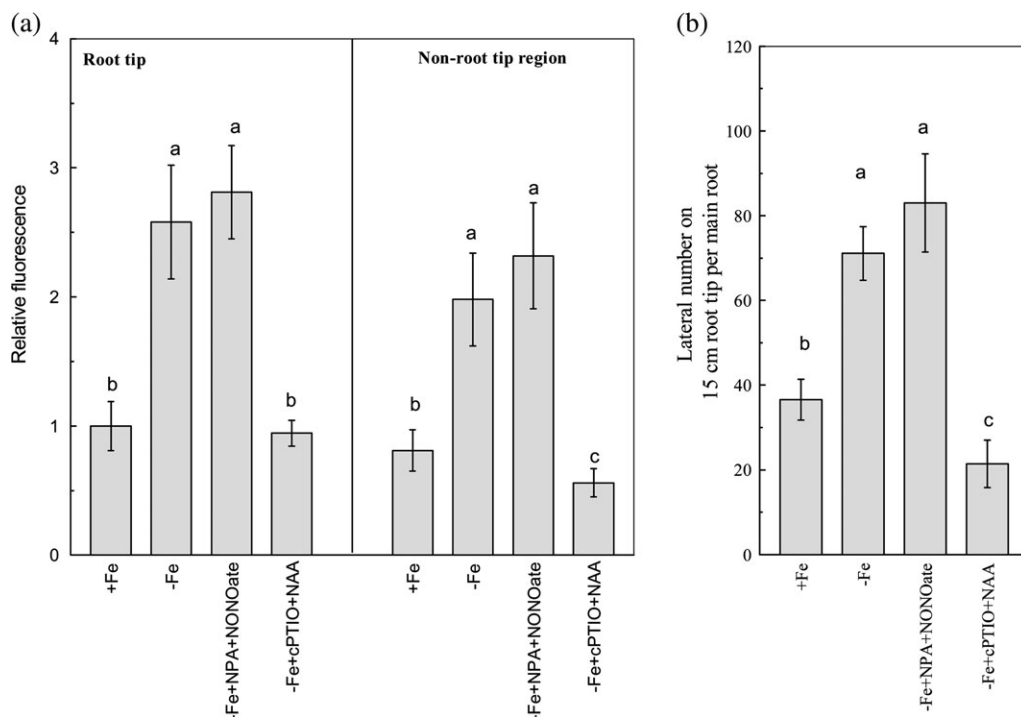 (a)
Root tip
Non-root tip region
Relative fluorescence
4
3
2
1
0
b
a
a
b
b
a
a
c
+Fe
-Fe
-Fe+NPA+NONOate
-Fe+cPTIO+NAA
+Fe
-Fe
-Fe+NPA+NONOate
-Fe+cPTIO+NAA
(b)
Lateral number on
15 cm root tip per main root
120
100
80
60
40
20
0
b
a
a
c
+Fe
-Fe
-Fe+NPA+NONOate
-Fe+cPTIO+NAA